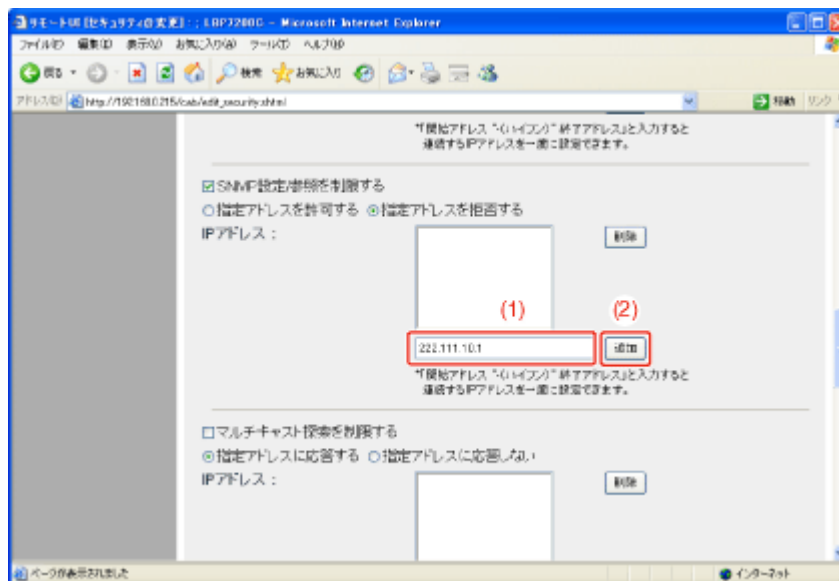 リモートUI [セキュリティの変更] : ; LBP7200C - Microsoft Internet Explorer
ファイル(F) 編集(E) 表示(V) お気に入り(A) ツール(T) ヘルプ(H)
戻る 検索 お気に入り
アドレス(D) http://192.168.0.215/cab/edit_security.shtml 移動 リンク
*「開始アドレス "-(ハイフン)" 終了アドレス」と入力すると
連続するIPアドレスを一度に設定できます。
SNMP設定/参照を制限する
指定アドレスを許可する 指定アドレスを拒否する
IPアドレス : 削除
(1) (2)
222.111.10.1 追加
*「開始アドレス "-(ハイフン)" 終了アドレス」と入力すると
連続するIPアドレスを一度に設定できます。
マルチキャスト探索を制限する
指定アドレスに応答する 指定アドレスに応答しない
IPアドレス : 削除
ページが表示されました インターネット